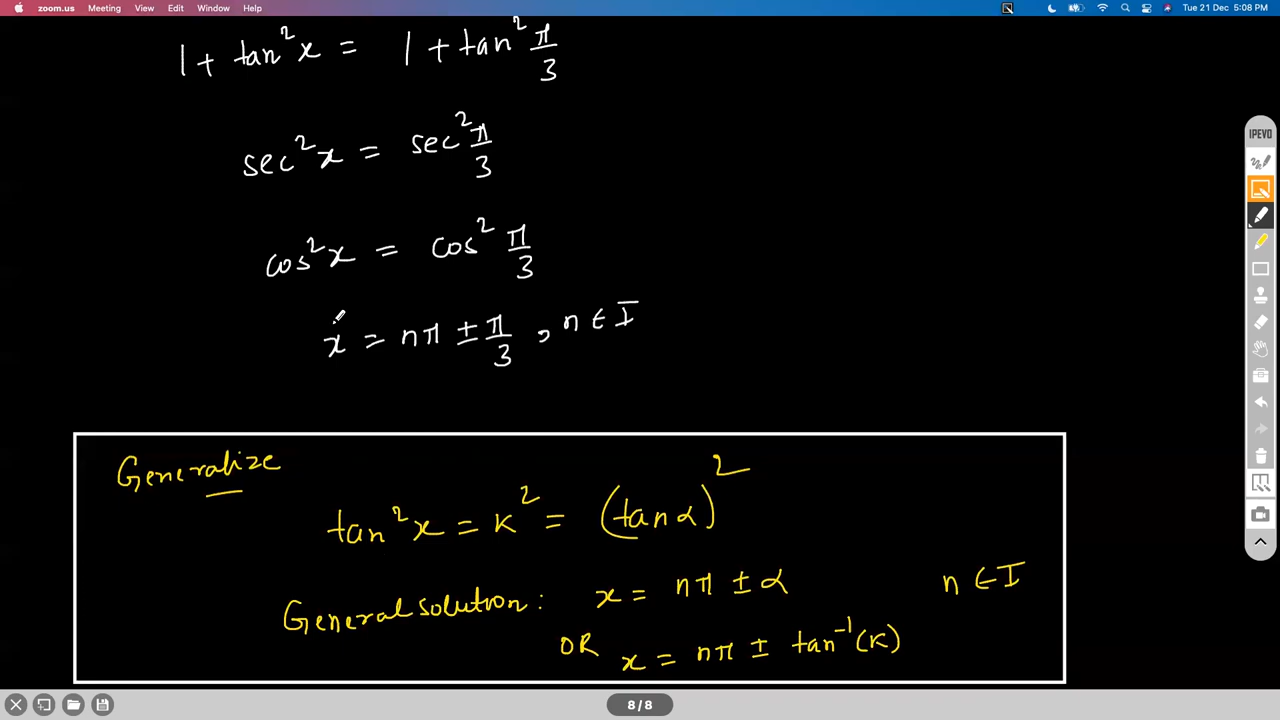 zoom.us Meeting View Edit Window Help Tue 21 Dec 5:08 PM
1 + tan²x = 1 + tan² π/3
IPEVO
sec²x = sec² π/3
cos²x = cos² π/3
x = nπ ± π/3 , n ∈ I
Generalize
tan²x = K² = (tan α)²
General solution : x = nπ ± α n ∈ I
OR x = nπ ± tan⁻¹(K)
8/8